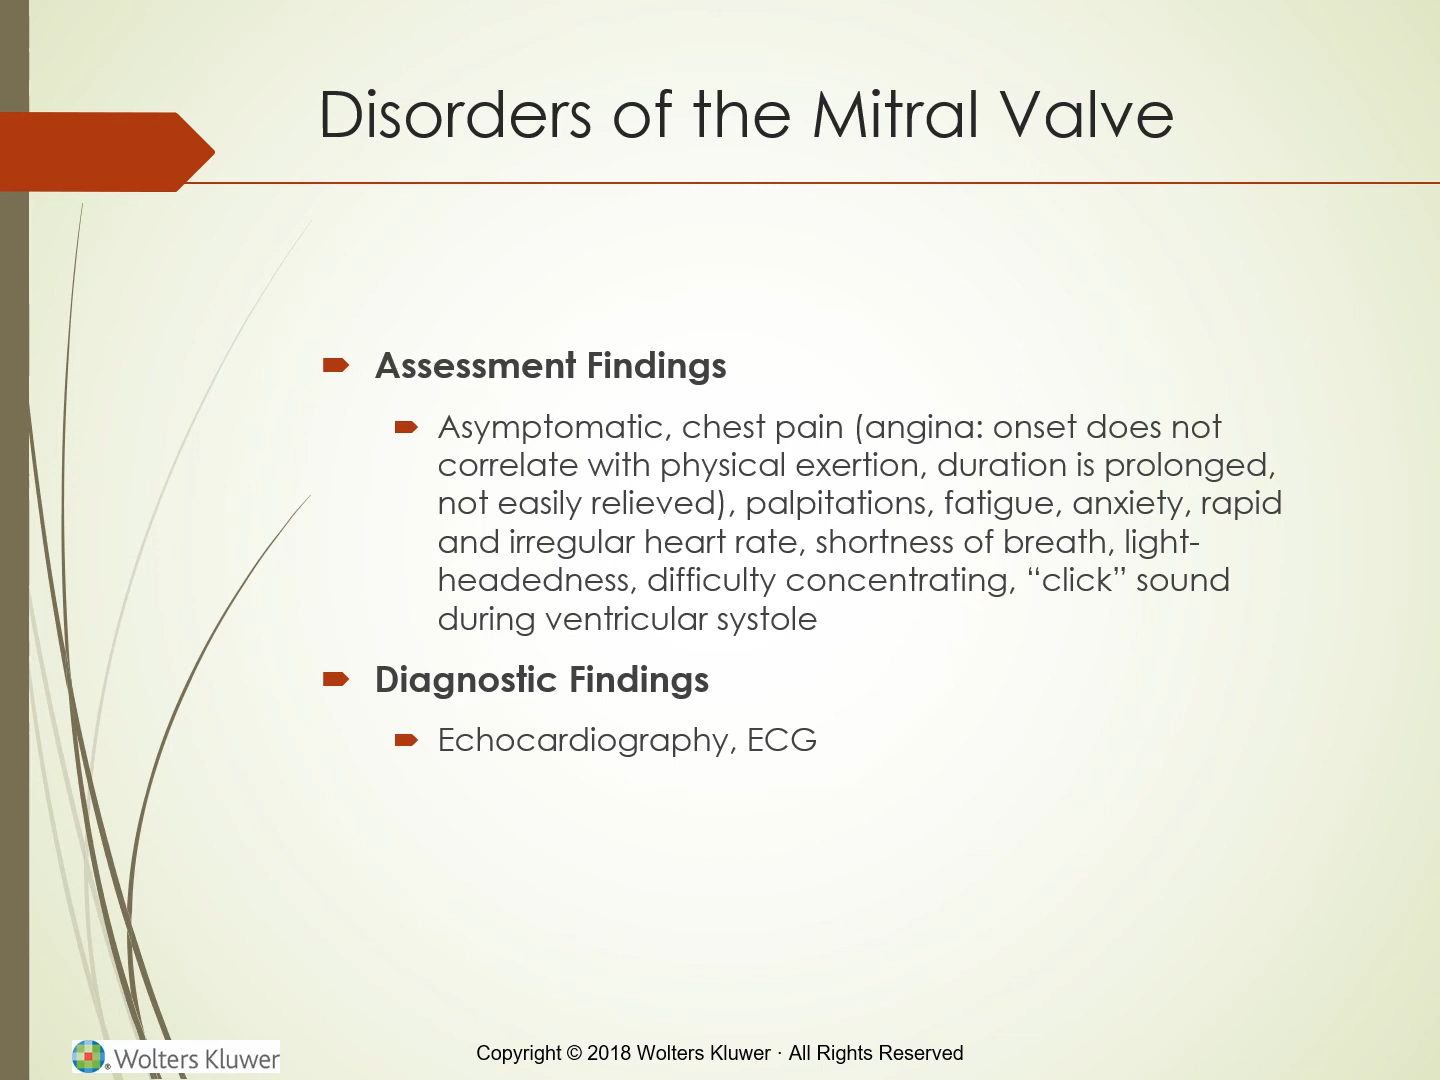 Disorders of the Mitral Valve
Assessment Findings
Asymptomatic, chest pain (angina: onset does not
correlate with physical exertion, duration is prolonged,
not easily relieved), palpitations, fatigue, anxiety, rapid
and irregular heart rate, shortness of breath, light-
headedness, difficulty concentrating, “click” sound
during ventricular systole
Diagnostic Findings
Echocardiography, ECG
® Wolters Kluwer
Copyright © 2018 Wolters Kluwer · All Rights Reserved